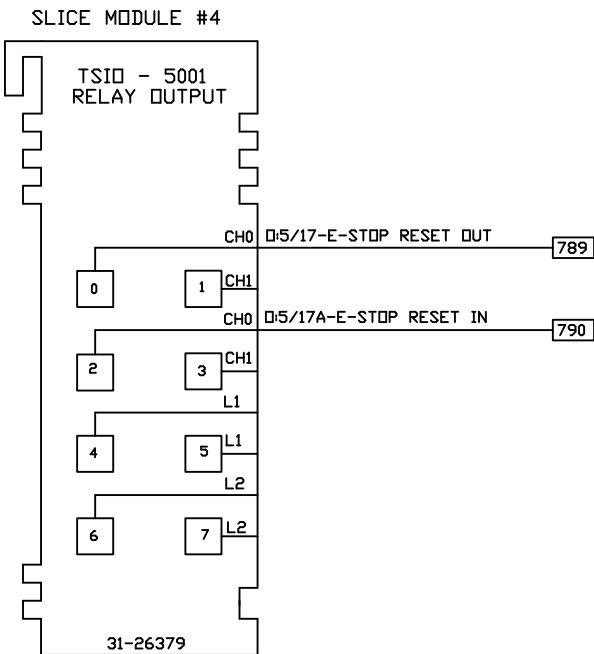 SLICE MODULE #4
TSIO - 5001
RELAY OUTPUT
CH0 O:5/17-E-STOP RESET OUT 789
0 1 CH1
CH0 O:5/17A-E-STOP RESET IN 790
2 3 CH1
L1
4 5 L1
L2
6 7 L2
31-26379